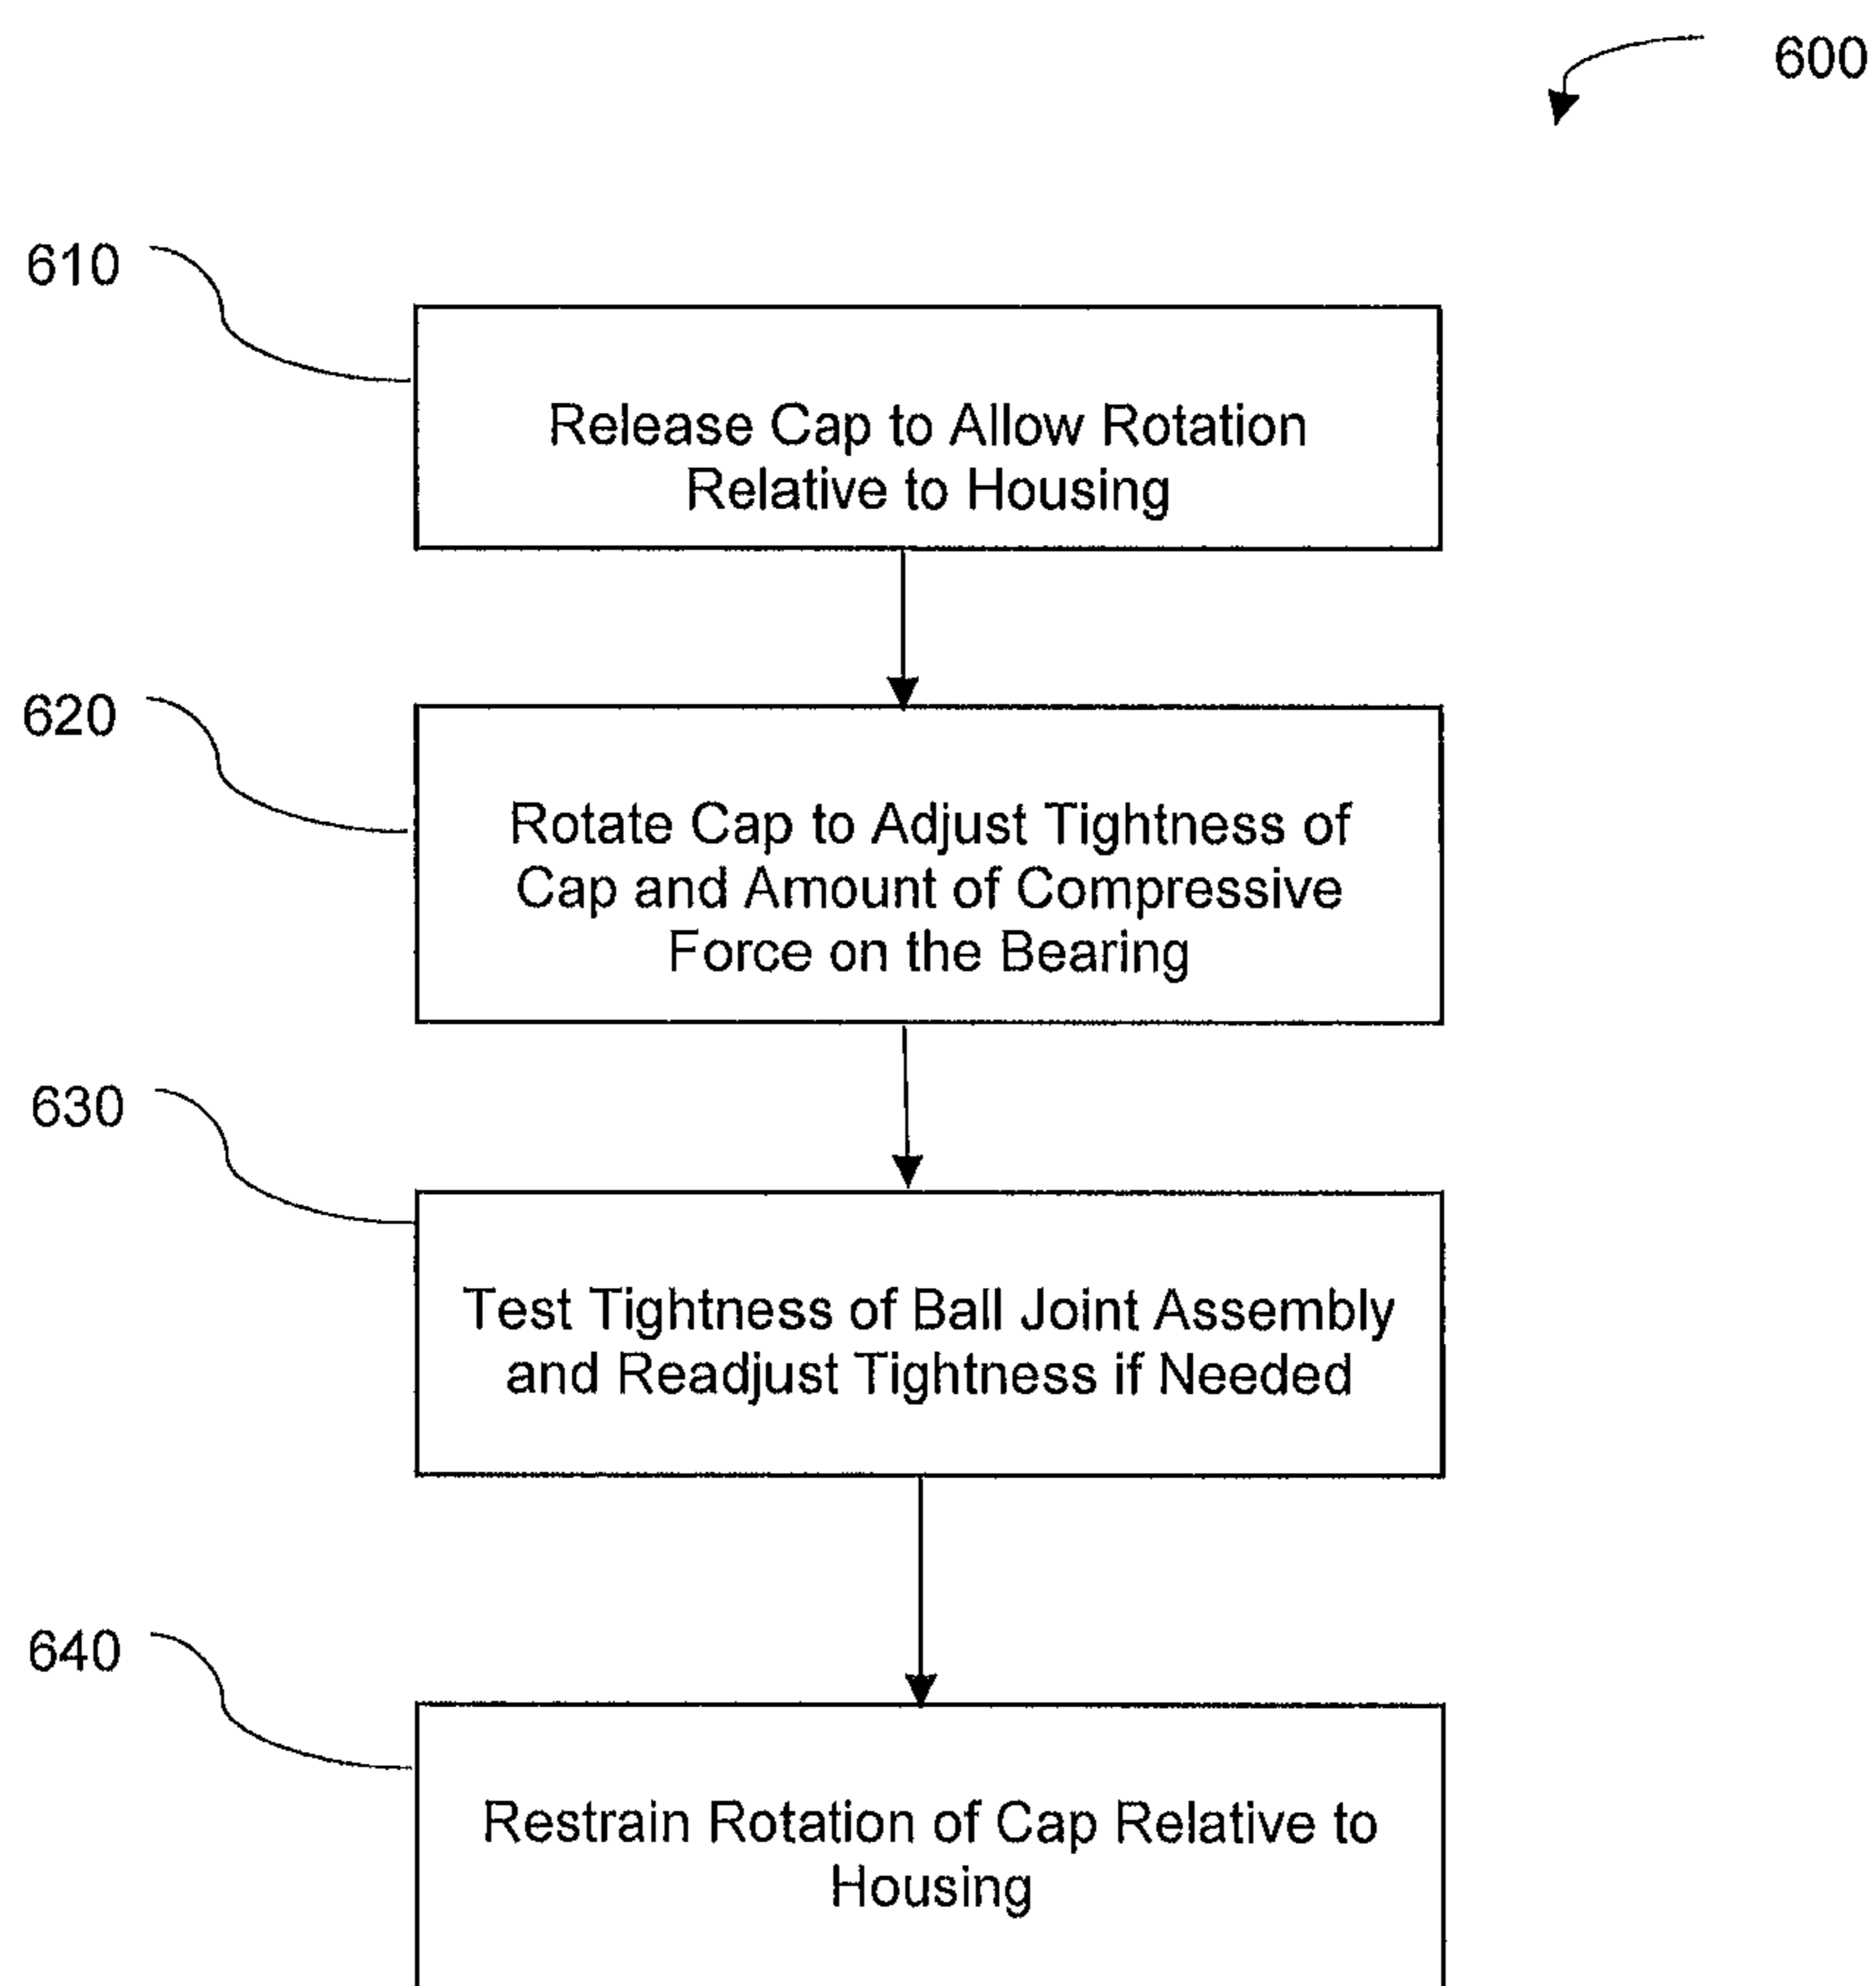 600
610
Release Cap to Allow Rotation
Relative to Housing
620
Rotate Cap to Adjust Tightness of
Cap and Amount of Compressive
Force on the Bearing
630
Test Tightness of Ball Joint Assembly
and Readjust Tightness if Needed
640
Restrain Rotation of Cap Relative to
Housing